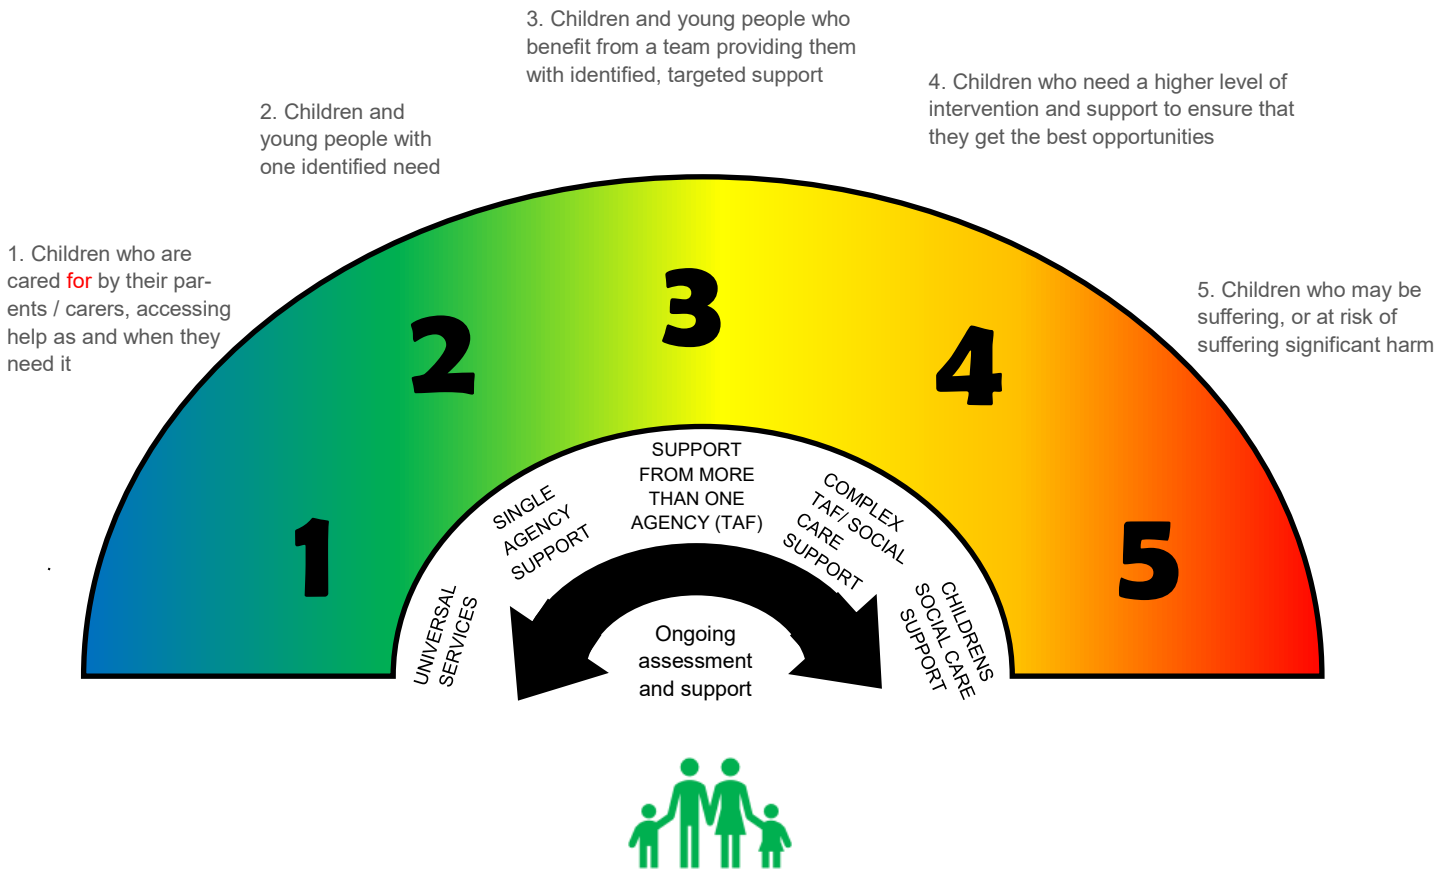 3. Children and young people who
benefit from a team providing them
with identified, targeted support
4. Children who need a higher level of
intervention and support to ensure that
they get the best opportunities
2. Children and
young people with
one identified need
1. Children who are
cared for by their par-
ents / carers, accessing
help as and when they
need it
5. Children who may be
suffering, or at risk of
suffering significant harm
1
2
3
4
5
UNIVERSAL
SERVICES
SINGLE
AGENCY
SUPPORT
SUPPORT
FROM MORE
THAN ONE
AGENCY (TAF)
COMPLEX
TAF/ SOCIAL
CARE
SUPPORT
CHILDRENS
SOCIAL CARE
SUPPORT
Ongoing
assessment
and support
.